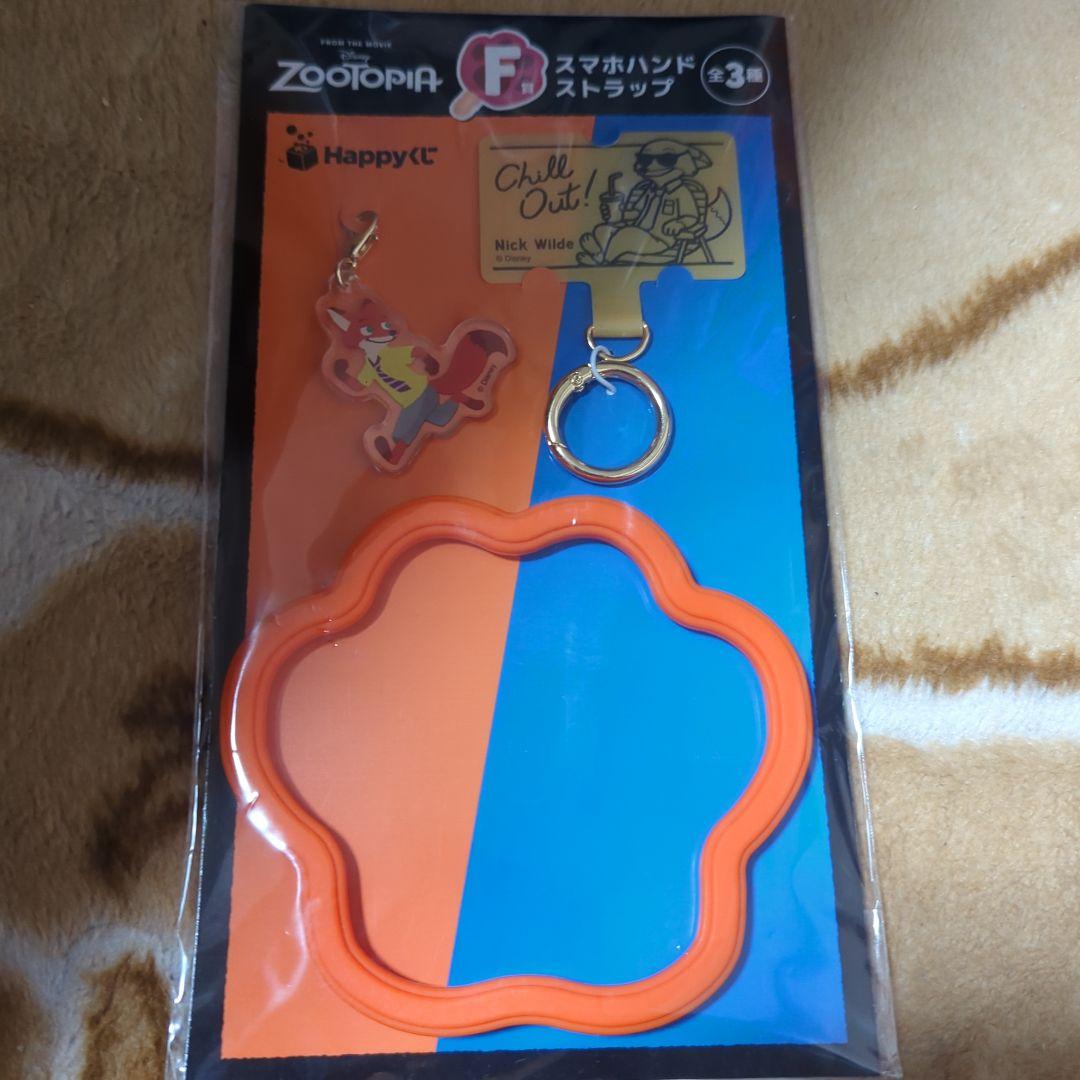 FROM THE MOVIE
Disney
ZOOTOPIA
F賞
スマホハンド
ストラップ
全3種
Happyくじ
Chill
Out!
Nick Wilde
© Disney
© Disney